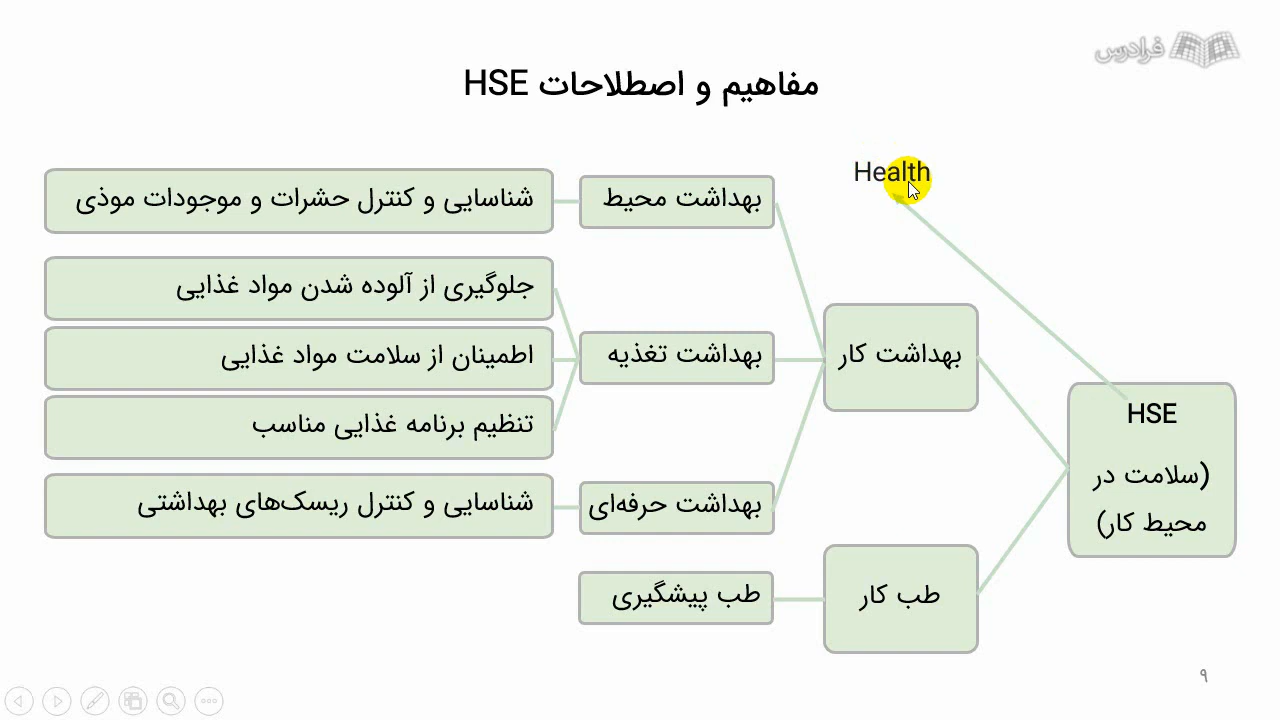 فرادرس
مفاهیم و اصطلاحات HSE
Health
HSE
(سلامت در
محیط کار)
بهداشت کار
طب کار
بهداشت محیط
بهداشت تغذیه
بهداشت حرفه‌ای
طب پیشگیری
شناسایی و کنترل حشرات و موجودات موذی
جلوگیری از آلوده شدن مواد غذایی
اطمینان از سلامت مواد غذایی
تنظیم برنامه غذایی مناسب
شناسایی و کنترل ریسک‌های بهداشتی
۹